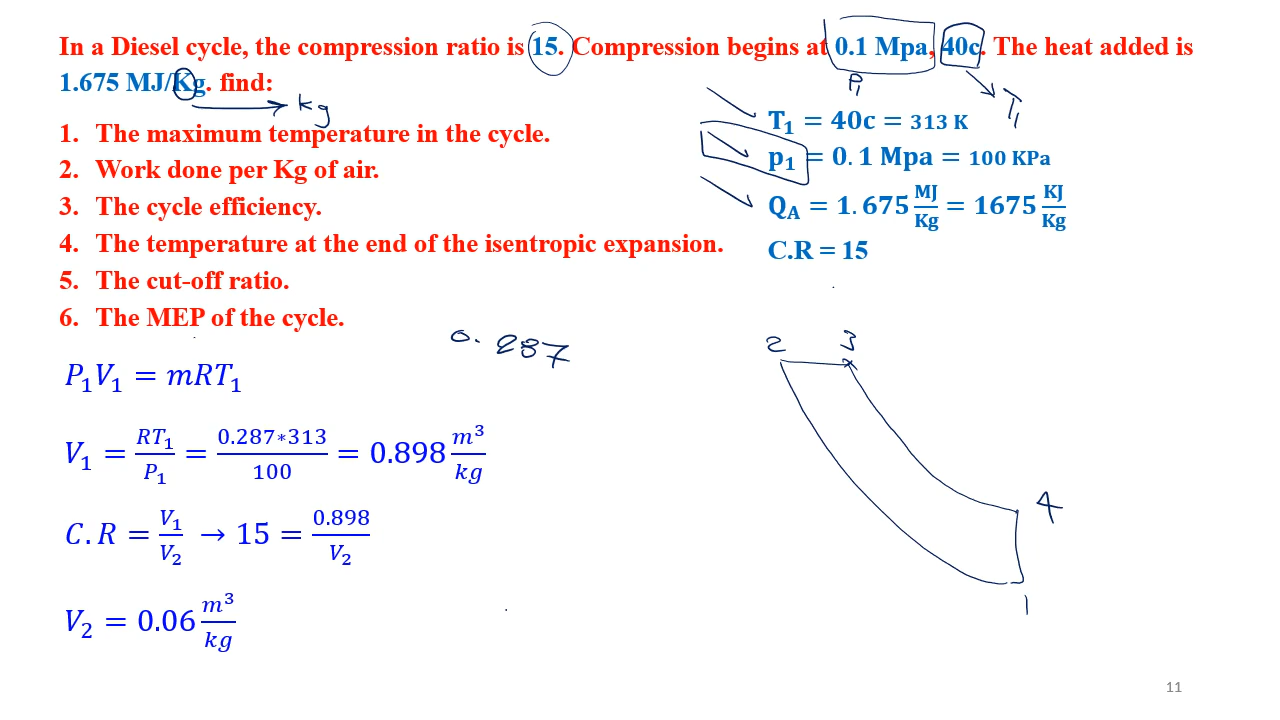 In a Diesel cycle, the compression ratio is 15. Compression begins at 0.1 Mpa, 40c. The heat added is
1.675 MJ/Kg. find:
kg
P₁
T₁
1. The maximum temperature in the cycle.
2. Work done per Kg of air.
3. The cycle efficiency.
4. The temperature at the end of the isentropic expansion.
5. The cut-off ratio.
6. The MEP of the cycle.
T₁ = 40c = 313 K
p₁ = 0.1 Mpa = 100 KPa
Q_A = 1.675 MJ/Kg = 1675 KJ/Kg
C.R = 15
0.287
P₁V₁ = mRT₁
V₁ = RT₁/P₁ = 0.287*313/100 = 0.898 m³/kg
C.R = V₁/V₂ → 15 = 0.898/V₂
V₂ = 0.06 m³/kg
2 3
4
1
11